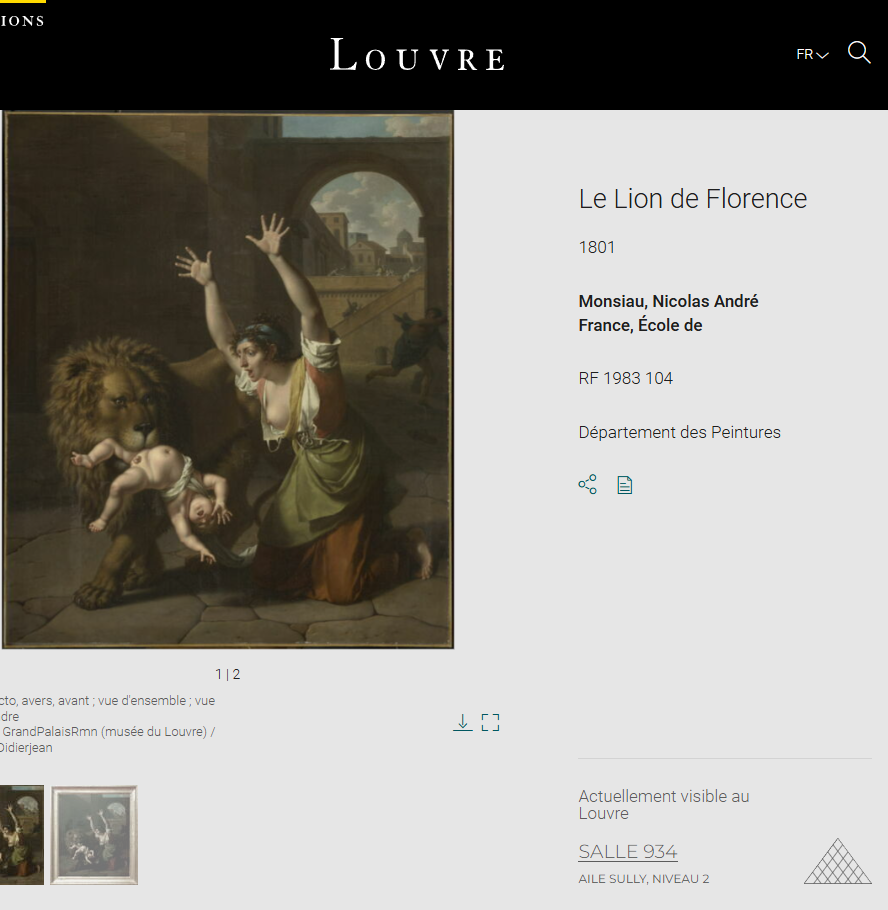 IONS
LOUVRE
FR
Le Lion de Florence
1801
Monsiau, Nicolas André
France, École de
RF 1983 104
Département des Peintures
1 | 2
cto, avers, avant ; vue d'ensemble ; vue
dre
GrandPalaisRmn (musée du Louvre) /
Didierjean
Actuellement visible au
Louvre
SALLE 934
AILE SULLY, NIVEAU 2